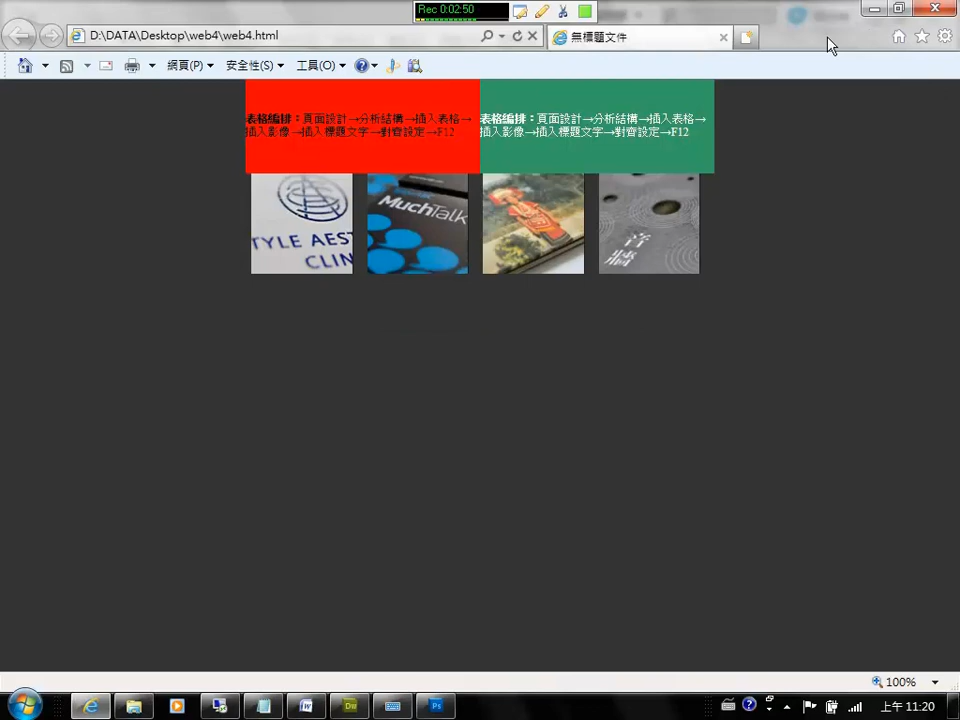 Rec 0:02:50
D:\DATA\Desktop\web4\web4.html
無標題文件
網頁(P)
安全性(S)
工具(O)
表格編排：頁面設計→分析結構→插入表格→
插入影像→插入標題文字→對齊設定→F12
表格編排：頁面設計→分析結構→插入表格→
插入影像→插入標題文字→對齊設定→F12
TYLE AEST
CLIN
MuchTalk
100%
Dw
Ps
上午 11:20